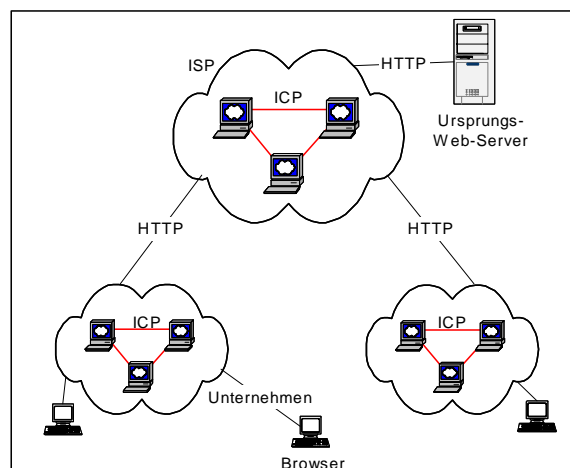 ISP
HTTP
ICP
Ursprungs-
Web-Server
HTTP
HTTP
ICP
ICP
Unternehmen
Browser